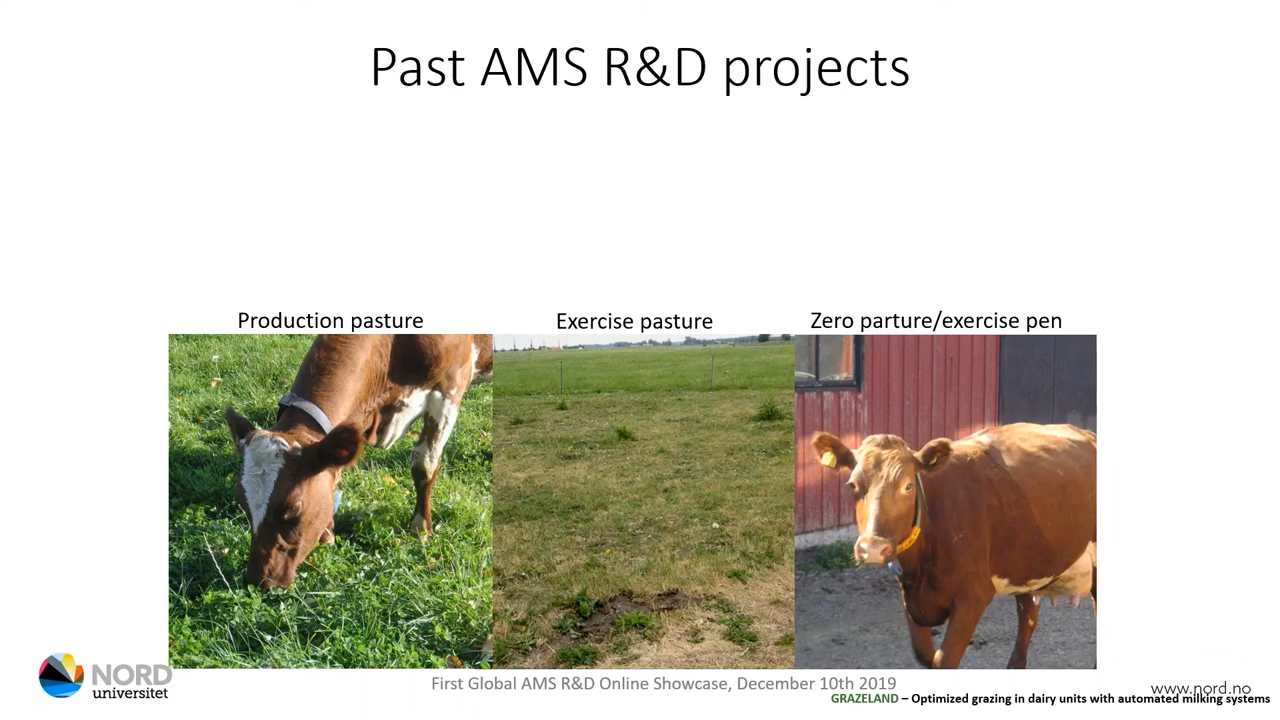 Past AMS R&D projects
Production pasture
Exercise pasture
Zero parture/exercise pen
NORD
universitet
First Global AMS R&D Online Showcase, December 10th 2019
www.nord.no
GRAZELAND – Optimized grazing in dairy units with automated milking systems